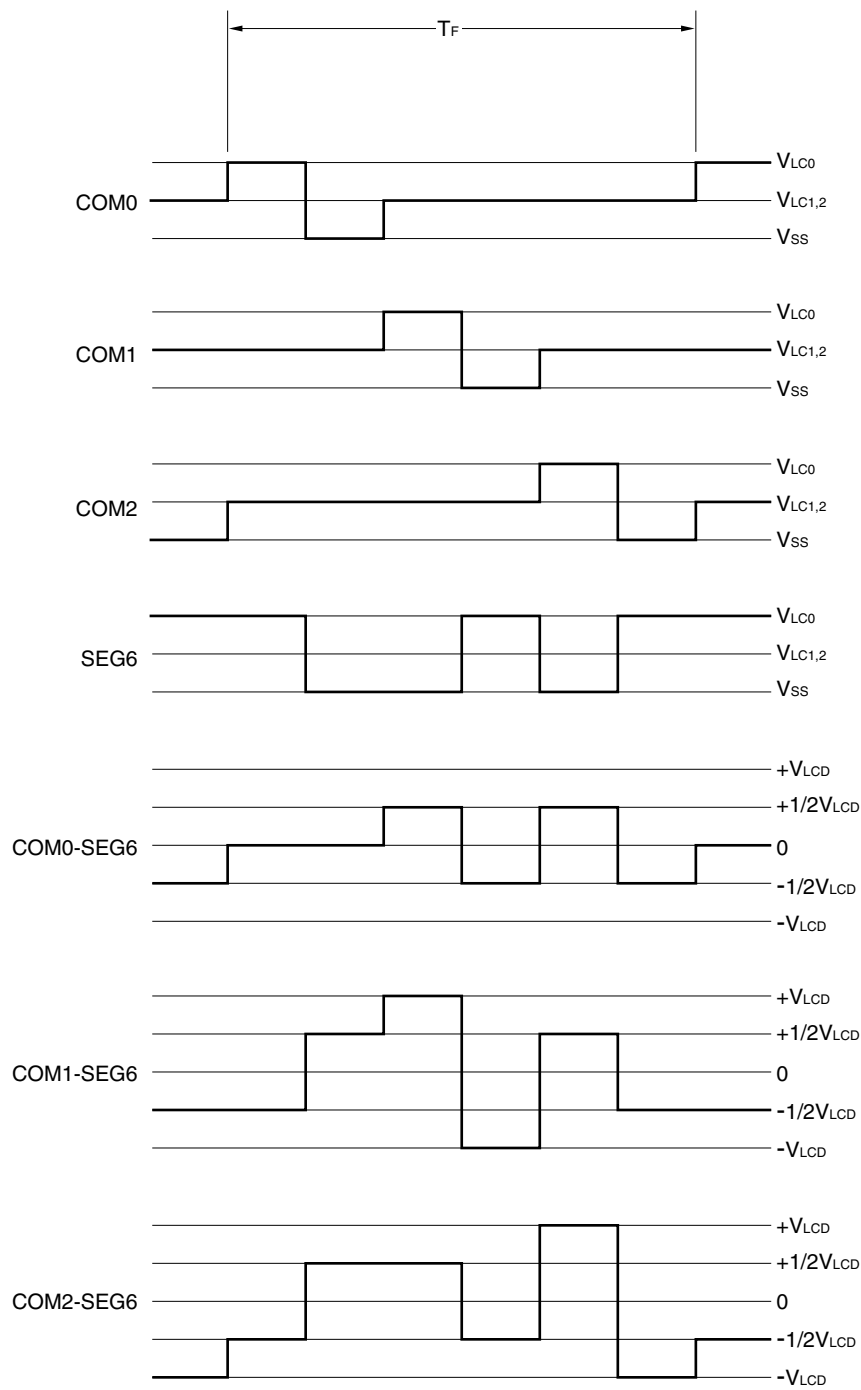 TF
COM0
VLC0
VLC1,2
VSS
COM1
VLC0
VLC1,2
VSS
COM2
VLC0
VLC1,2
VSS
SEG6
VLC0
VLC1,2
VSS
COM0-SEG6
+VLCD
+1/2VLCD
0
-1/2VLCD
-VLCD
COM1-SEG6
+VLCD
+1/2VLCD
0
-1/2VLCD
-VLCD
COM2-SEG6
+VLCD
+1/2VLCD
0
-1/2VLCD
-VLCD